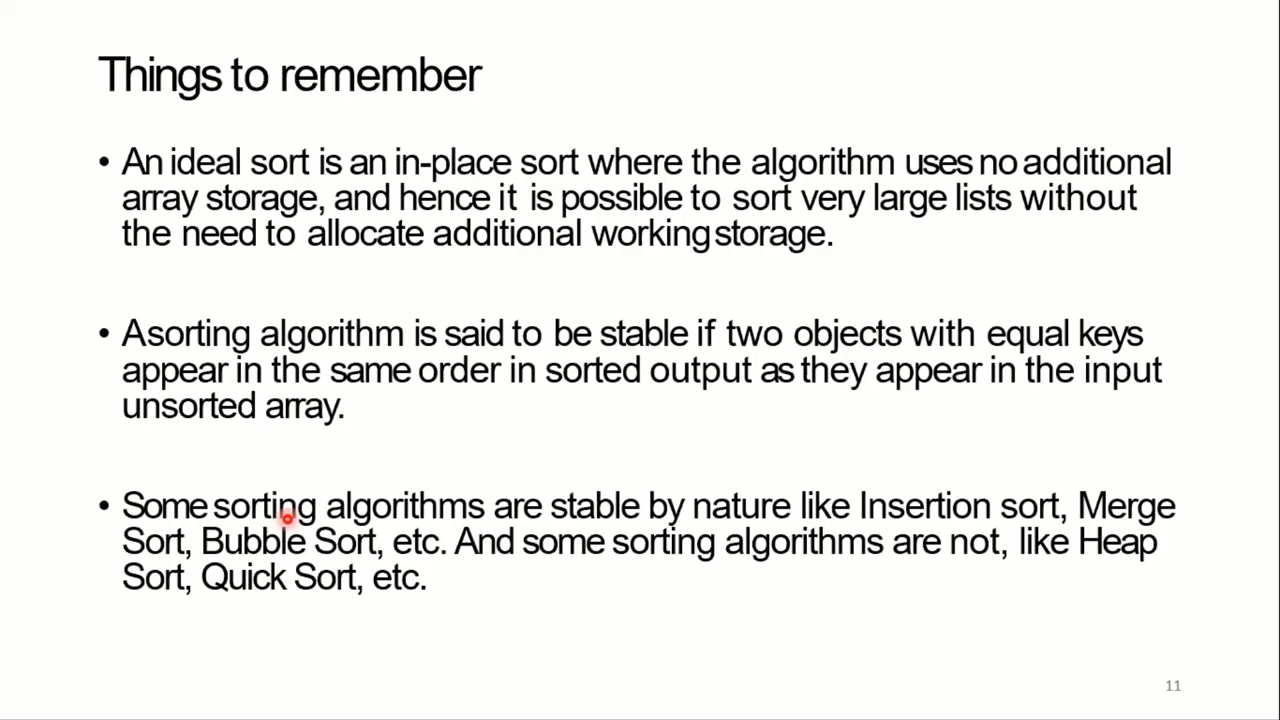 Things to remember
• An ideal sort is an in-place sort where the algorithm uses no additional
array storage, and hence it is possible to sort very large lists without
the need to allocate additional working storage.
• A sorting algorithm is said to be stable if two objects with equal keys
appear in the same order in sorted output as they appear in the input
unsorted array.
• Some sorting algorithms are stable by nature like Insertion sort, Merge
Sort, Bubble Sort, etc. And some sorting algorithms are not, like Heap
Sort, Quick Sort, etc.
11